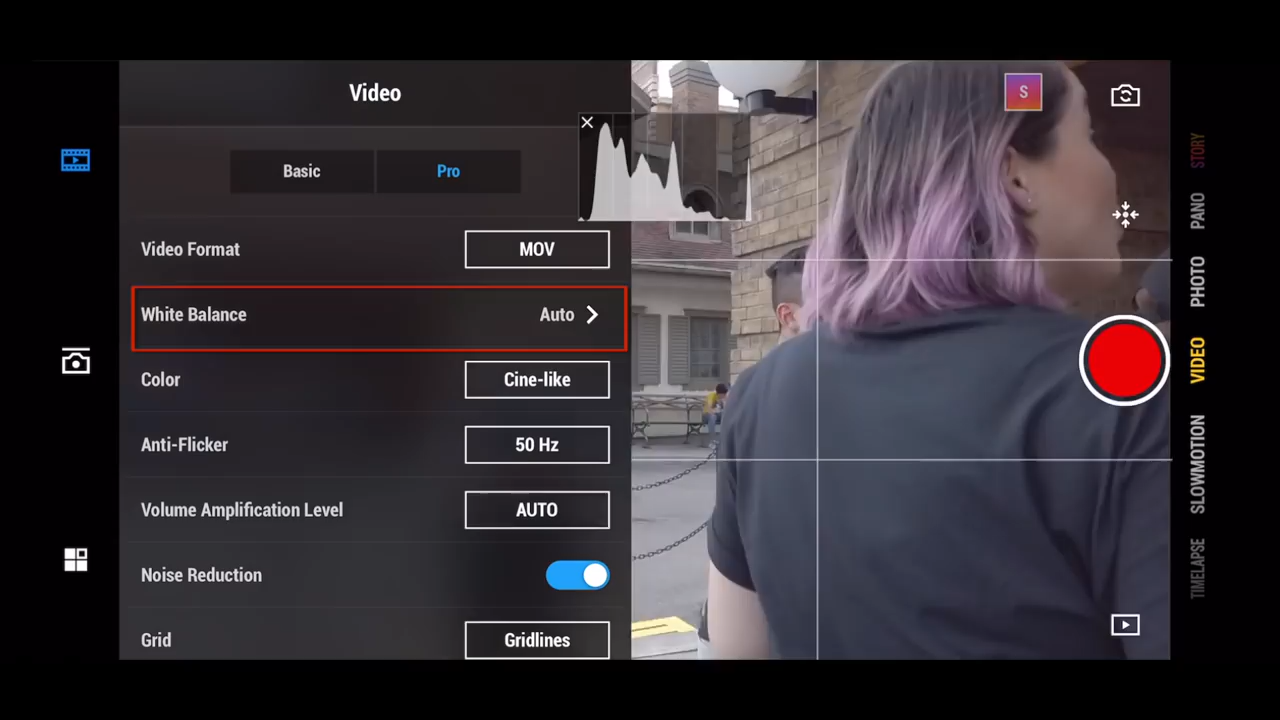 Video
Basic
Pro
Video Format
MOV
White Balance
Auto
Color
Cine-like
Anti-Flicker
50 Hz
Volume Amplification Level
AUTO
Noise Reduction
Grid
Gridlines
S
STORY
PANO
PHOTO
VIDEO
SLOWMOTION
TIMELAPSE